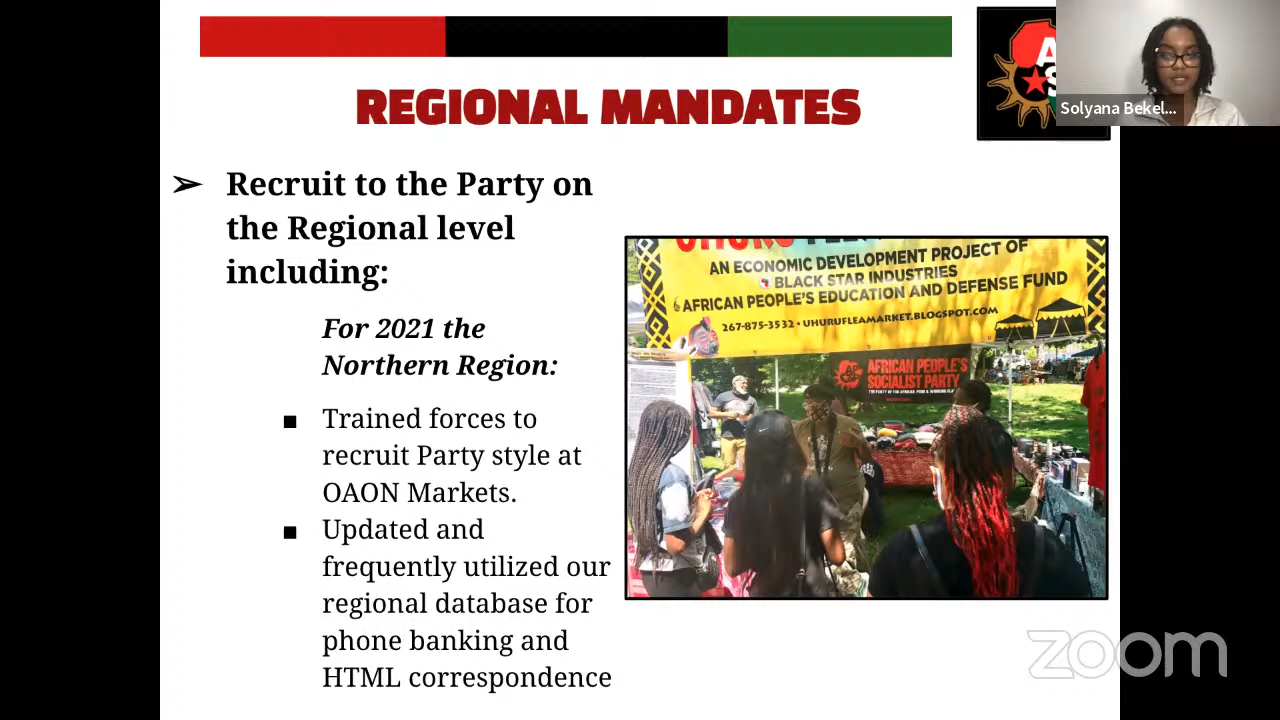 REGIONAL MANDATES
Solyana Bekel...
➢ Recruit to the Party on
the Regional level
including:
For 2021 the
Northern Region:
■ Trained forces to
recruit Party style at
OAON Markets.
■ Updated and
frequently utilized our
regional database for
phone banking and
HTML correspondence
AN ECONOMIC DEVELOPMENT PROJECT OF
BLACK STAR INDUSTRIES
AFRICAN PEOPLE'S EDUCATION AND DEFENSE FUND
267-875-3532 • UHURUFLEAMARKET.BLOGSPOT.COM
AFRICAN PEOPLE'S
SOCIALIST PARTY
zoom